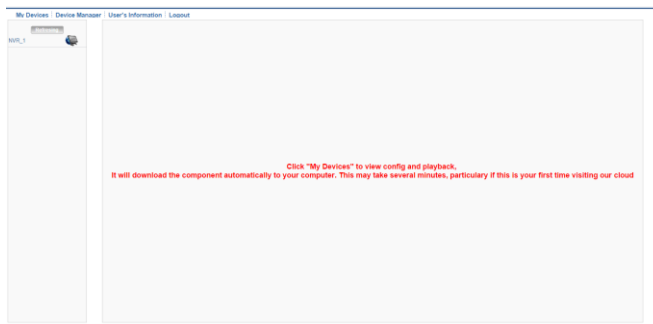 My Devices | Device Manager | User's Information | Logout
NVR_1
Click "My Devices" to view config and playback,
It will download the component automatically to your computer. This may take several minutes, particulary if this is your first time visiting our cloud